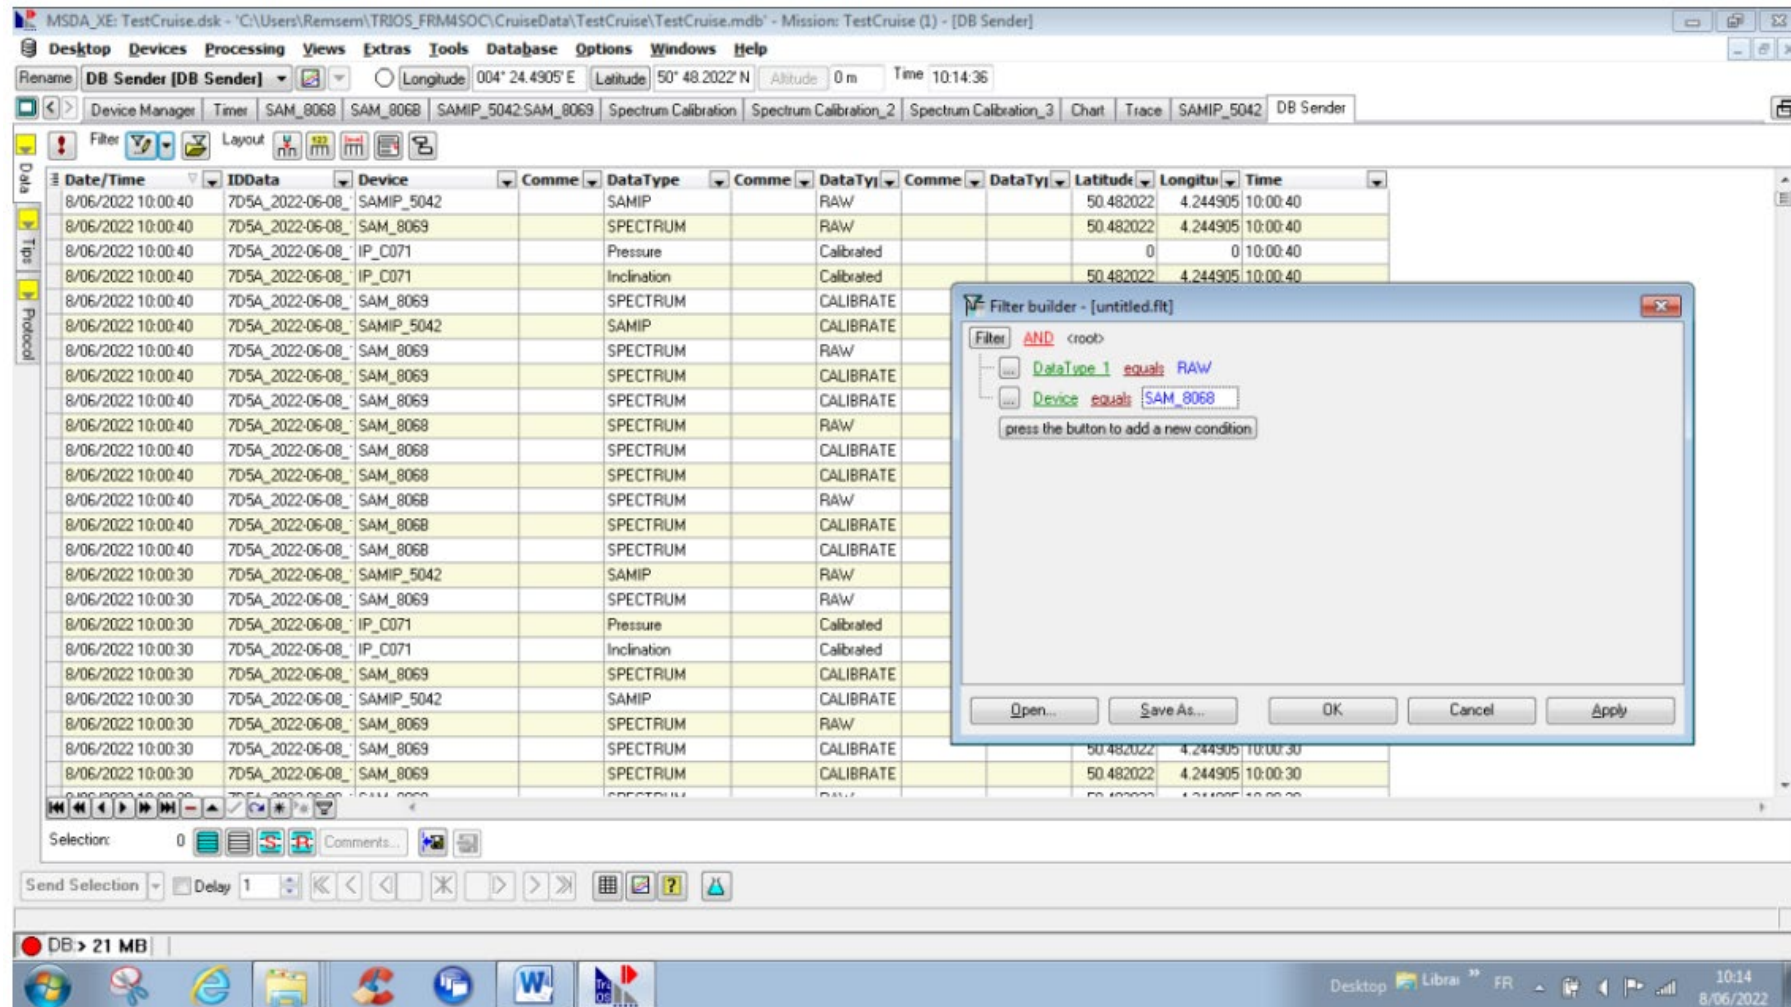 MSDA_XE: TestCruise.dsk - 'C:\Users\Remsem\TRIOS_FRM4SOC\CruiseData\TestCruise\TestCruise.mdb' - Mission: TestCruise (1) - [DB Sender]
Desktop Devices Processing Views Extras Tools Database Options Windows Help
Rename DB Sender [DB Sender] Longitude 004° 24.4905' E Latitude 50° 48.2022' N Altitude 0 m Time 10:14:36
Device Manager Timer SAM_8068 SAM_806B SAMIP_5042:SAM_8069 Spectrum Calibration Spectrum Calibration_2 Spectrum Calibration_3 Chart Trace SAMIP_5042 DB Sender
Filter Layout
Data
Tips
Protocol
Date/Time IDData Device Comme DataType Comme DataTy Comme DataTy Latitude Longitu Time
8/06/2022 10:00:40 7D5A_2022-06-08_ SAMIP_5042 SAMIP RAW 50.482022 4.244905 10:00:40
8/06/2022 10:00:40 7D5A_2022-06-08_ SAM_8069 SPECTRUM RAW 50.482022 4.244905 10:00:40
8/06/2022 10:00:40 7D5A_2022-06-08_ IP_C071 Pressure Calibrated 0 0 10:00:40
8/06/2022 10:00:40 7D5A_2022-06-08_ IP_C071 Inclination Calibrated 50.482022 4.244905 10:00:40
8/06/2022 10:00:40 7D5A_2022-06-08_ SAM_8069 SPECTRUM CALIBRATE
8/06/2022 10:00:40 7D5A_2022-06-08_ SAMIP_5042 SAMIP CALIBRATE
8/06/2022 10:00:40 7D5A_2022-06-08_ SAM_8069 SPECTRUM RAW
8/06/2022 10:00:40 7D5A_2022-06-08_ SAM_8069 SPECTRUM CALIBRATE
8/06/2022 10:00:40 7D5A_2022-06-08_ SAM_8069 SPECTRUM CALIBRATE
8/06/2022 10:00:40 7D5A_2022-06-08_ SAM_8068 SPECTRUM RAW
8/06/2022 10:00:40 7D5A_2022-06-08_ SAM_8068 SPECTRUM CALIBRATE
8/06/2022 10:00:40 7D5A_2022-06-08_ SAM_8068 SPECTRUM CALIBRATE
8/06/2022 10:00:40 7D5A_2022-06-08_ SAM_806B SPECTRUM RAW
8/06/2022 10:00:40 7D5A_2022-06-08_ SAM_806B SPECTRUM CALIBRATE
8/06/2022 10:00:40 7D5A_2022-06-08_ SAM_806B SPECTRUM CALIBRATE
8/06/2022 10:00:30 7D5A_2022-06-08_ SAMIP_5042 SAMIP RAW
8/06/2022 10:00:30 7D5A_2022-06-08_ SAM_8069 SPECTRUM RAW
8/06/2022 10:00:30 7D5A_2022-06-08_ IP_C071 Pressure Calibrated
8/06/2022 10:00:30 7D5A_2022-06-08_ IP_C071 Inclination Calibrated
8/06/2022 10:00:30 7D5A_2022-06-08_ SAM_8069 SPECTRUM CALIBRATE
8/06/2022 10:00:30 7D5A_2022-06-08_ SAMIP_5042 SAMIP CALIBRATE
8/06/2022 10:00:30 7D5A_2022-06-08_ SAM_8069 SPECTRUM RAW
8/06/2022 10:00:30 7D5A_2022-06-08_ SAM_8069 SPECTRUM CALIBRATE 50.482022 4.244905 10:00:30
8/06/2022 10:00:30 7D5A_2022-06-08_ SAM_8069 SPECTRUM CALIBRATE 50.482022 4.244905 10:00:30
Filter builder - [untitled.flt]
Filter AND <root>
... DataType_1 equals RAW
... Device equals SAM_8068
press the button to add a new condition
Open... Save As... OK Cancel Apply
Selection: 0 S R Comments...
Send Selection Delay 1
DB:> 21 MB
Desktop Librai » FR 10:14
8/06/2022